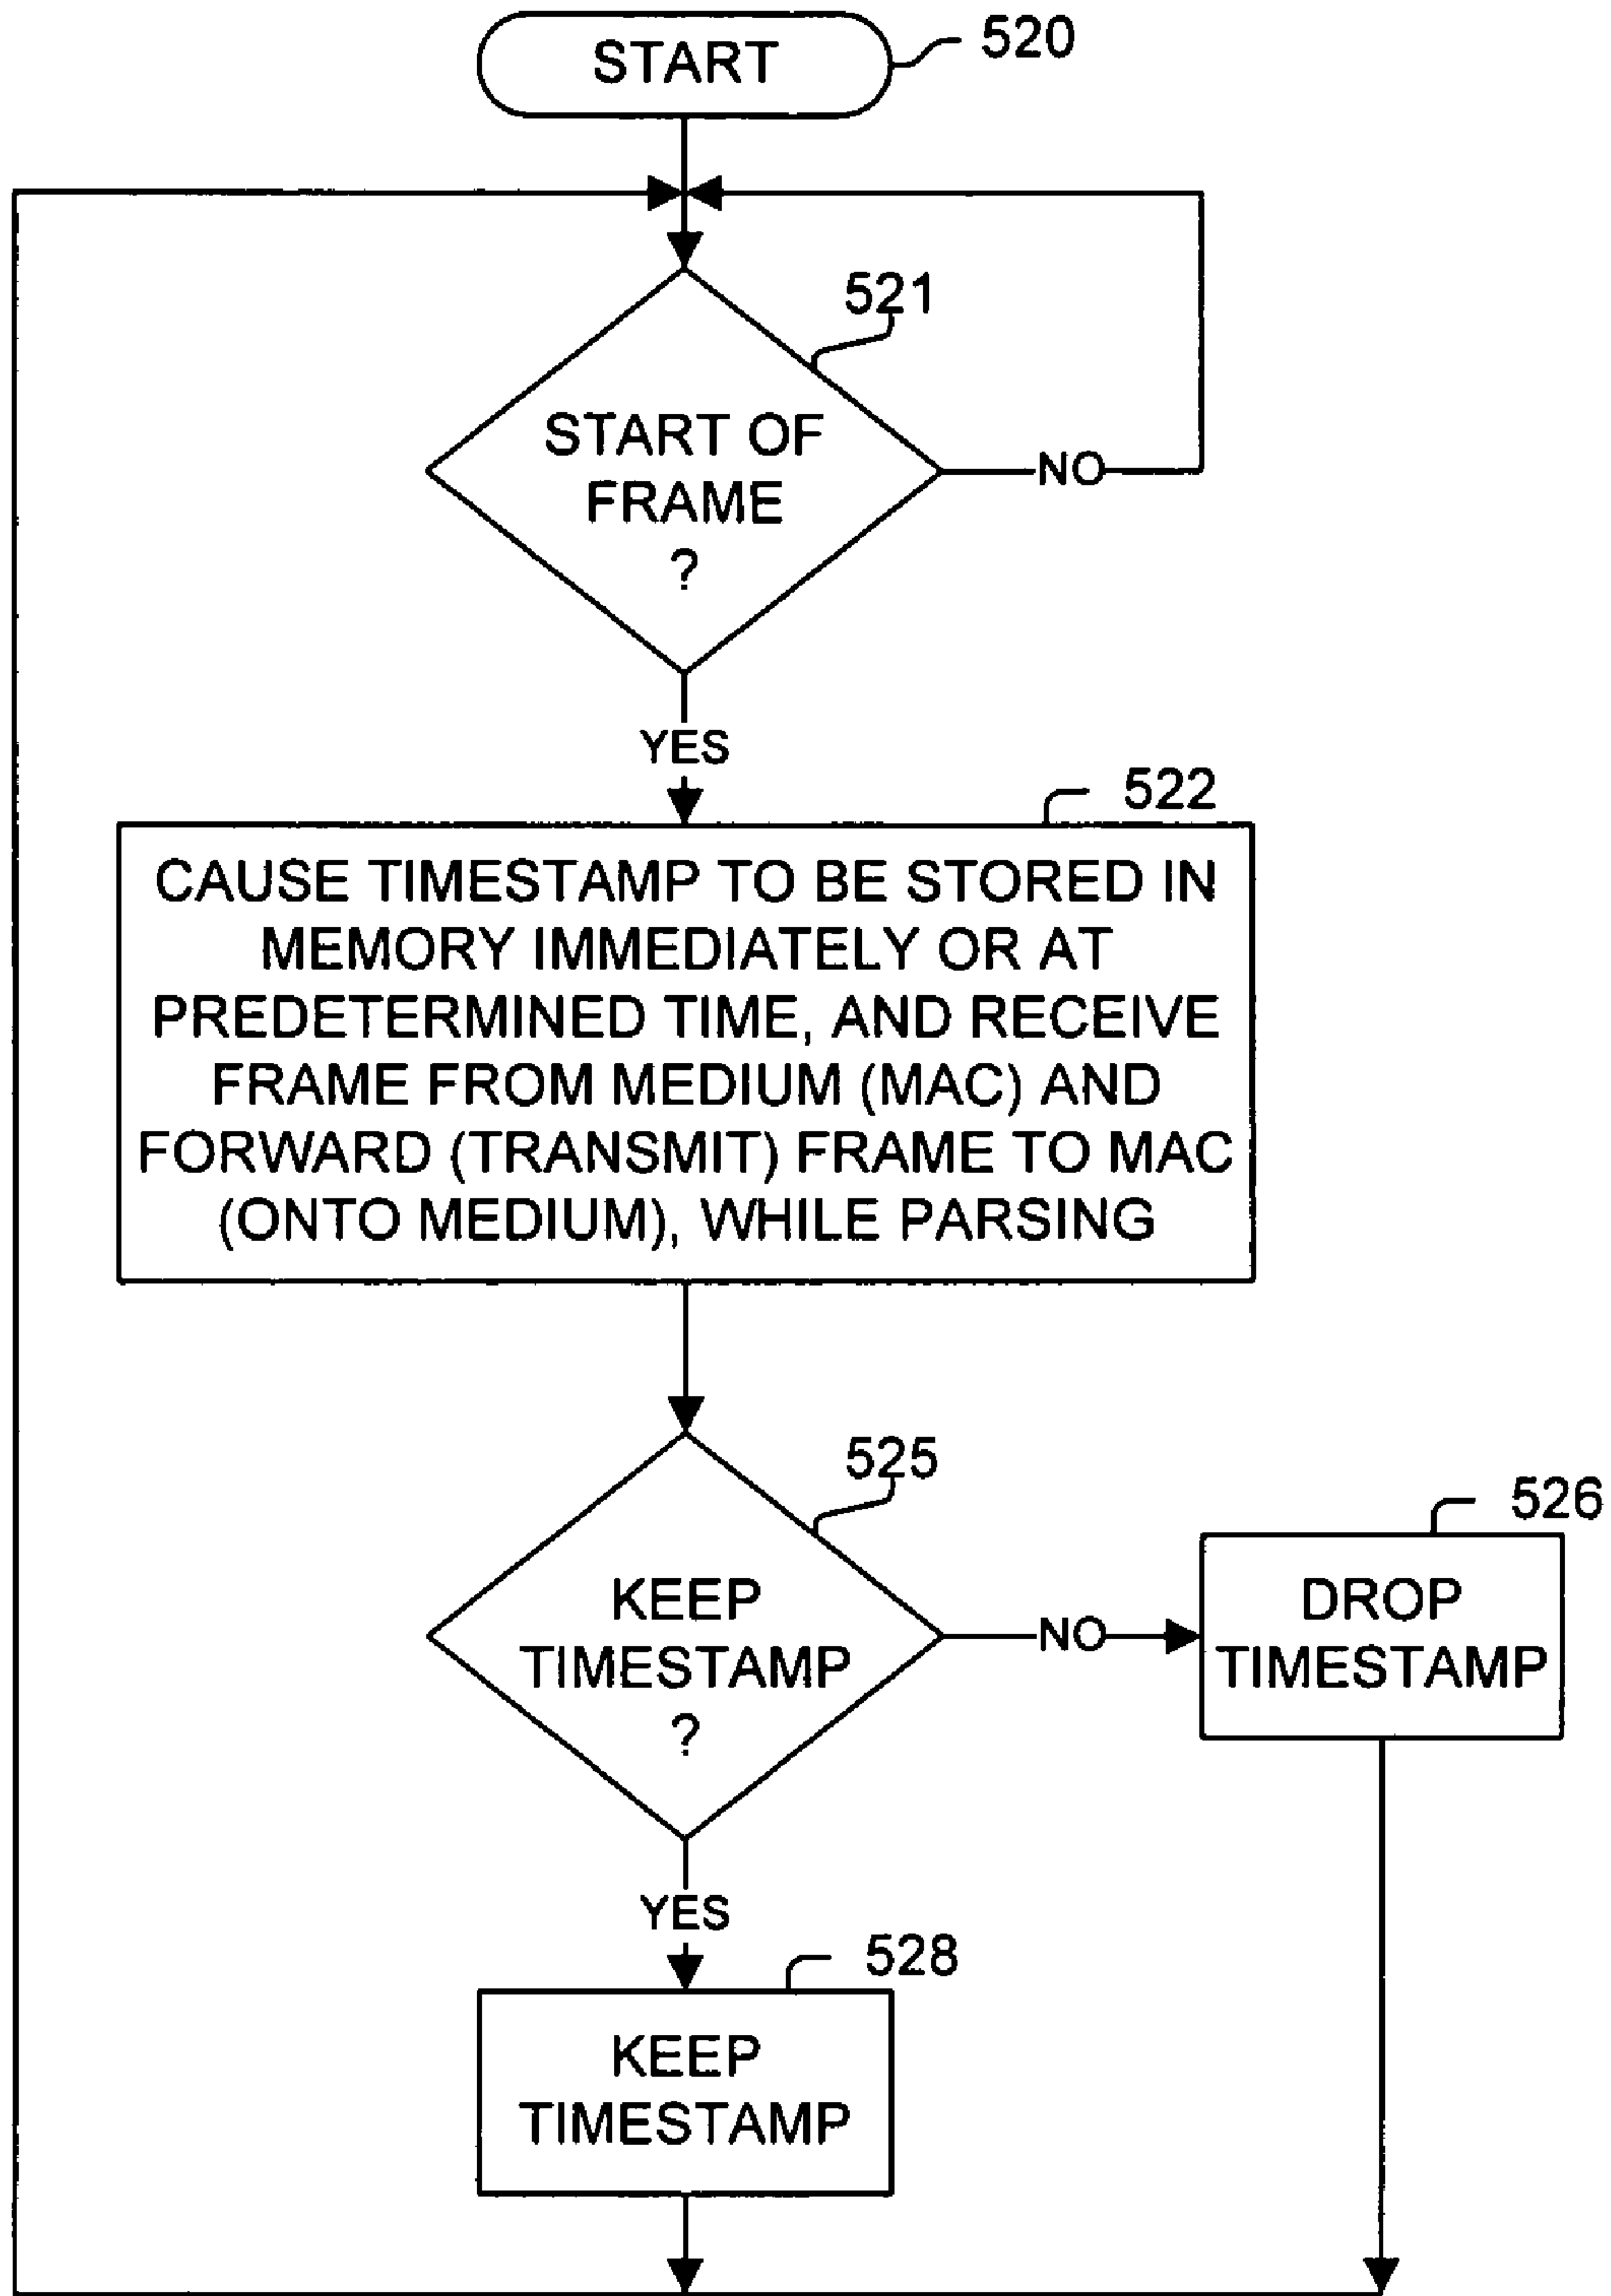 START
520
521
START OF
FRAME
?
NO
YES
522
CAUSE TIMESTAMP TO BE STORED IN
MEMORY IMMEDIATELY OR AT
PREDETERMINED TIME, AND RECEIVE
FRAME FROM MEDIUM (MAC) AND
FORWARD (TRANSMIT) FRAME TO MAC
(ONTO MEDIUM), WHILE PARSING
525
KEEP
TIMESTAMP
?
NO
526
DROP
TIMESTAMP
YES
528
KEEP
TIMESTAMP